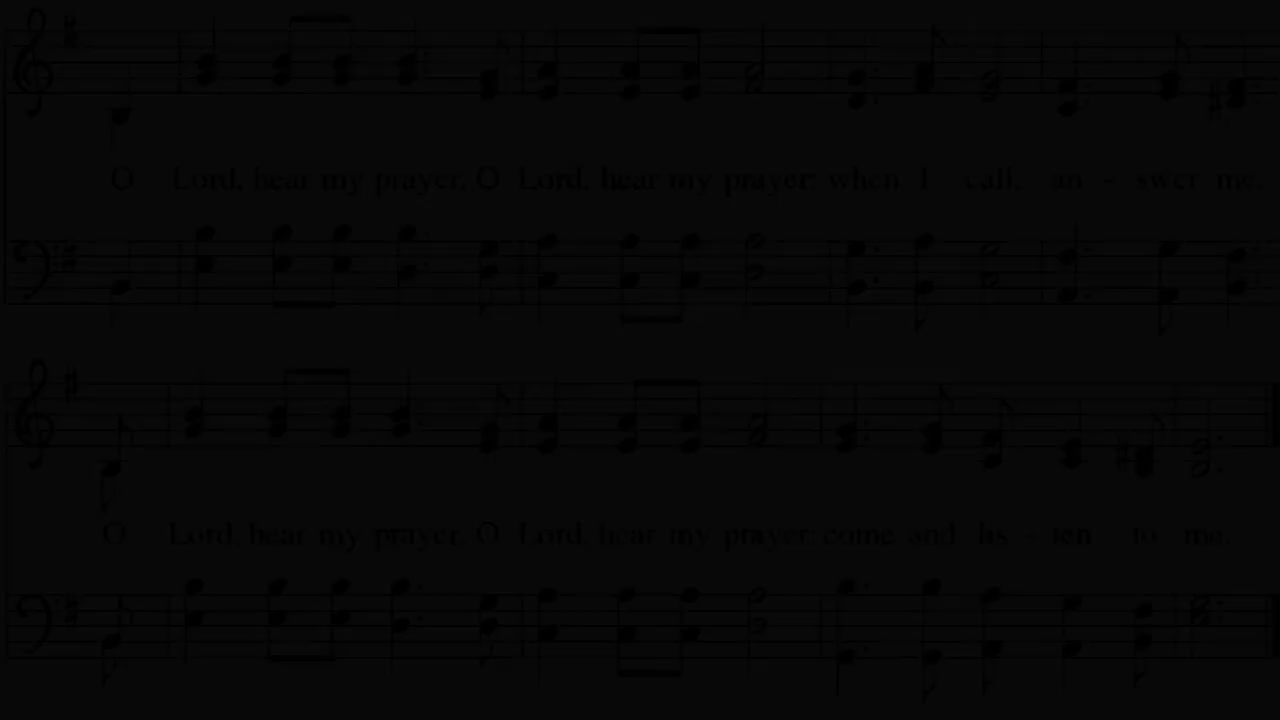 O Lord, hear my prayer, O Lord, hear my prayer: when I call, an - swer me.
O Lord, hear my prayer, O Lord, hear my prayer: come and lis - ten to me.